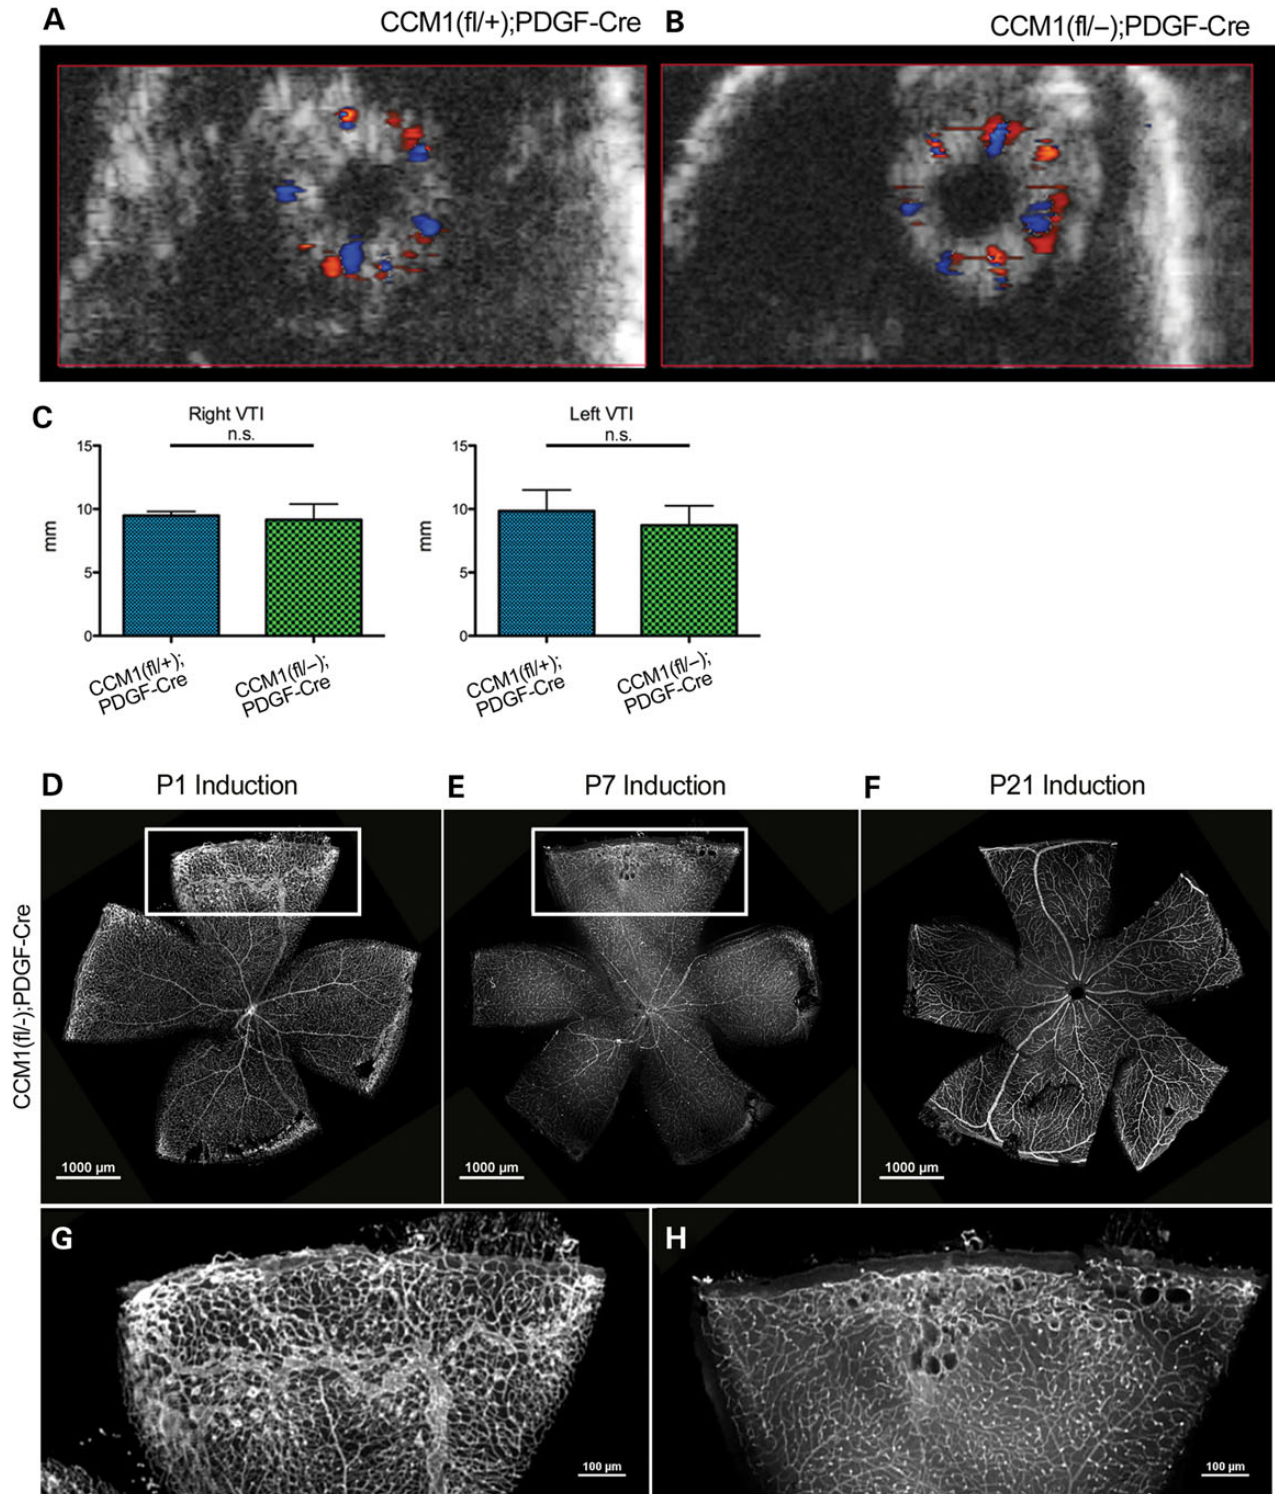 A CCM1(fl/+);PDGF-Cre B CCM1(fl/–);PDGF-Cre
C
Right VTI
n.s.
15
10
5
0
mm
CCM1(fl/+);
PDGF-Cre
CCM1(fl/–);
PDGF-Cre
Left VTI
n.s.
15
10
5
0
mm
CCM1(fl/+);
PDGF-Cre
CCM1(fl/–);
PDGF-Cre
D P1 Induction E P7 Induction F P21 Induction
CCM1(fl/-);PDGF-Cre
1000 µm
1000 µm
1000 µm
G
100 µm
H
100 µm